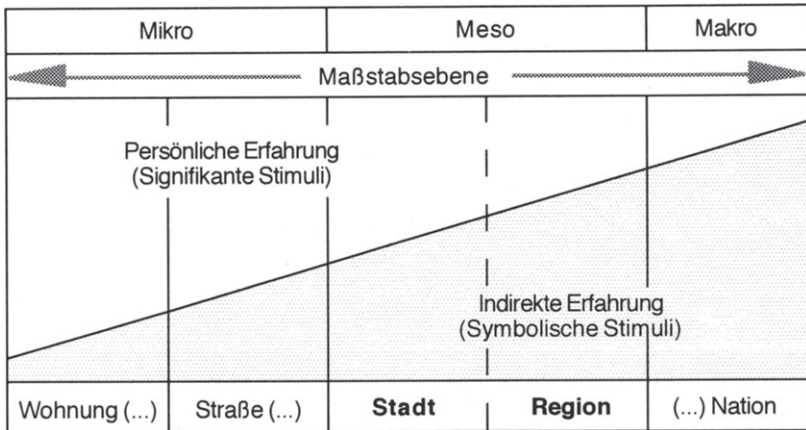 Mikro
Meso
Makro
Maßstabsebene
Persönliche Erfahrung
(Signifikante Stimuli)
Indirekte Erfahrung
(Symbolische Stimuli)
Wohnung (...)
Straße (...)
Stadt
Region
(...) Nation